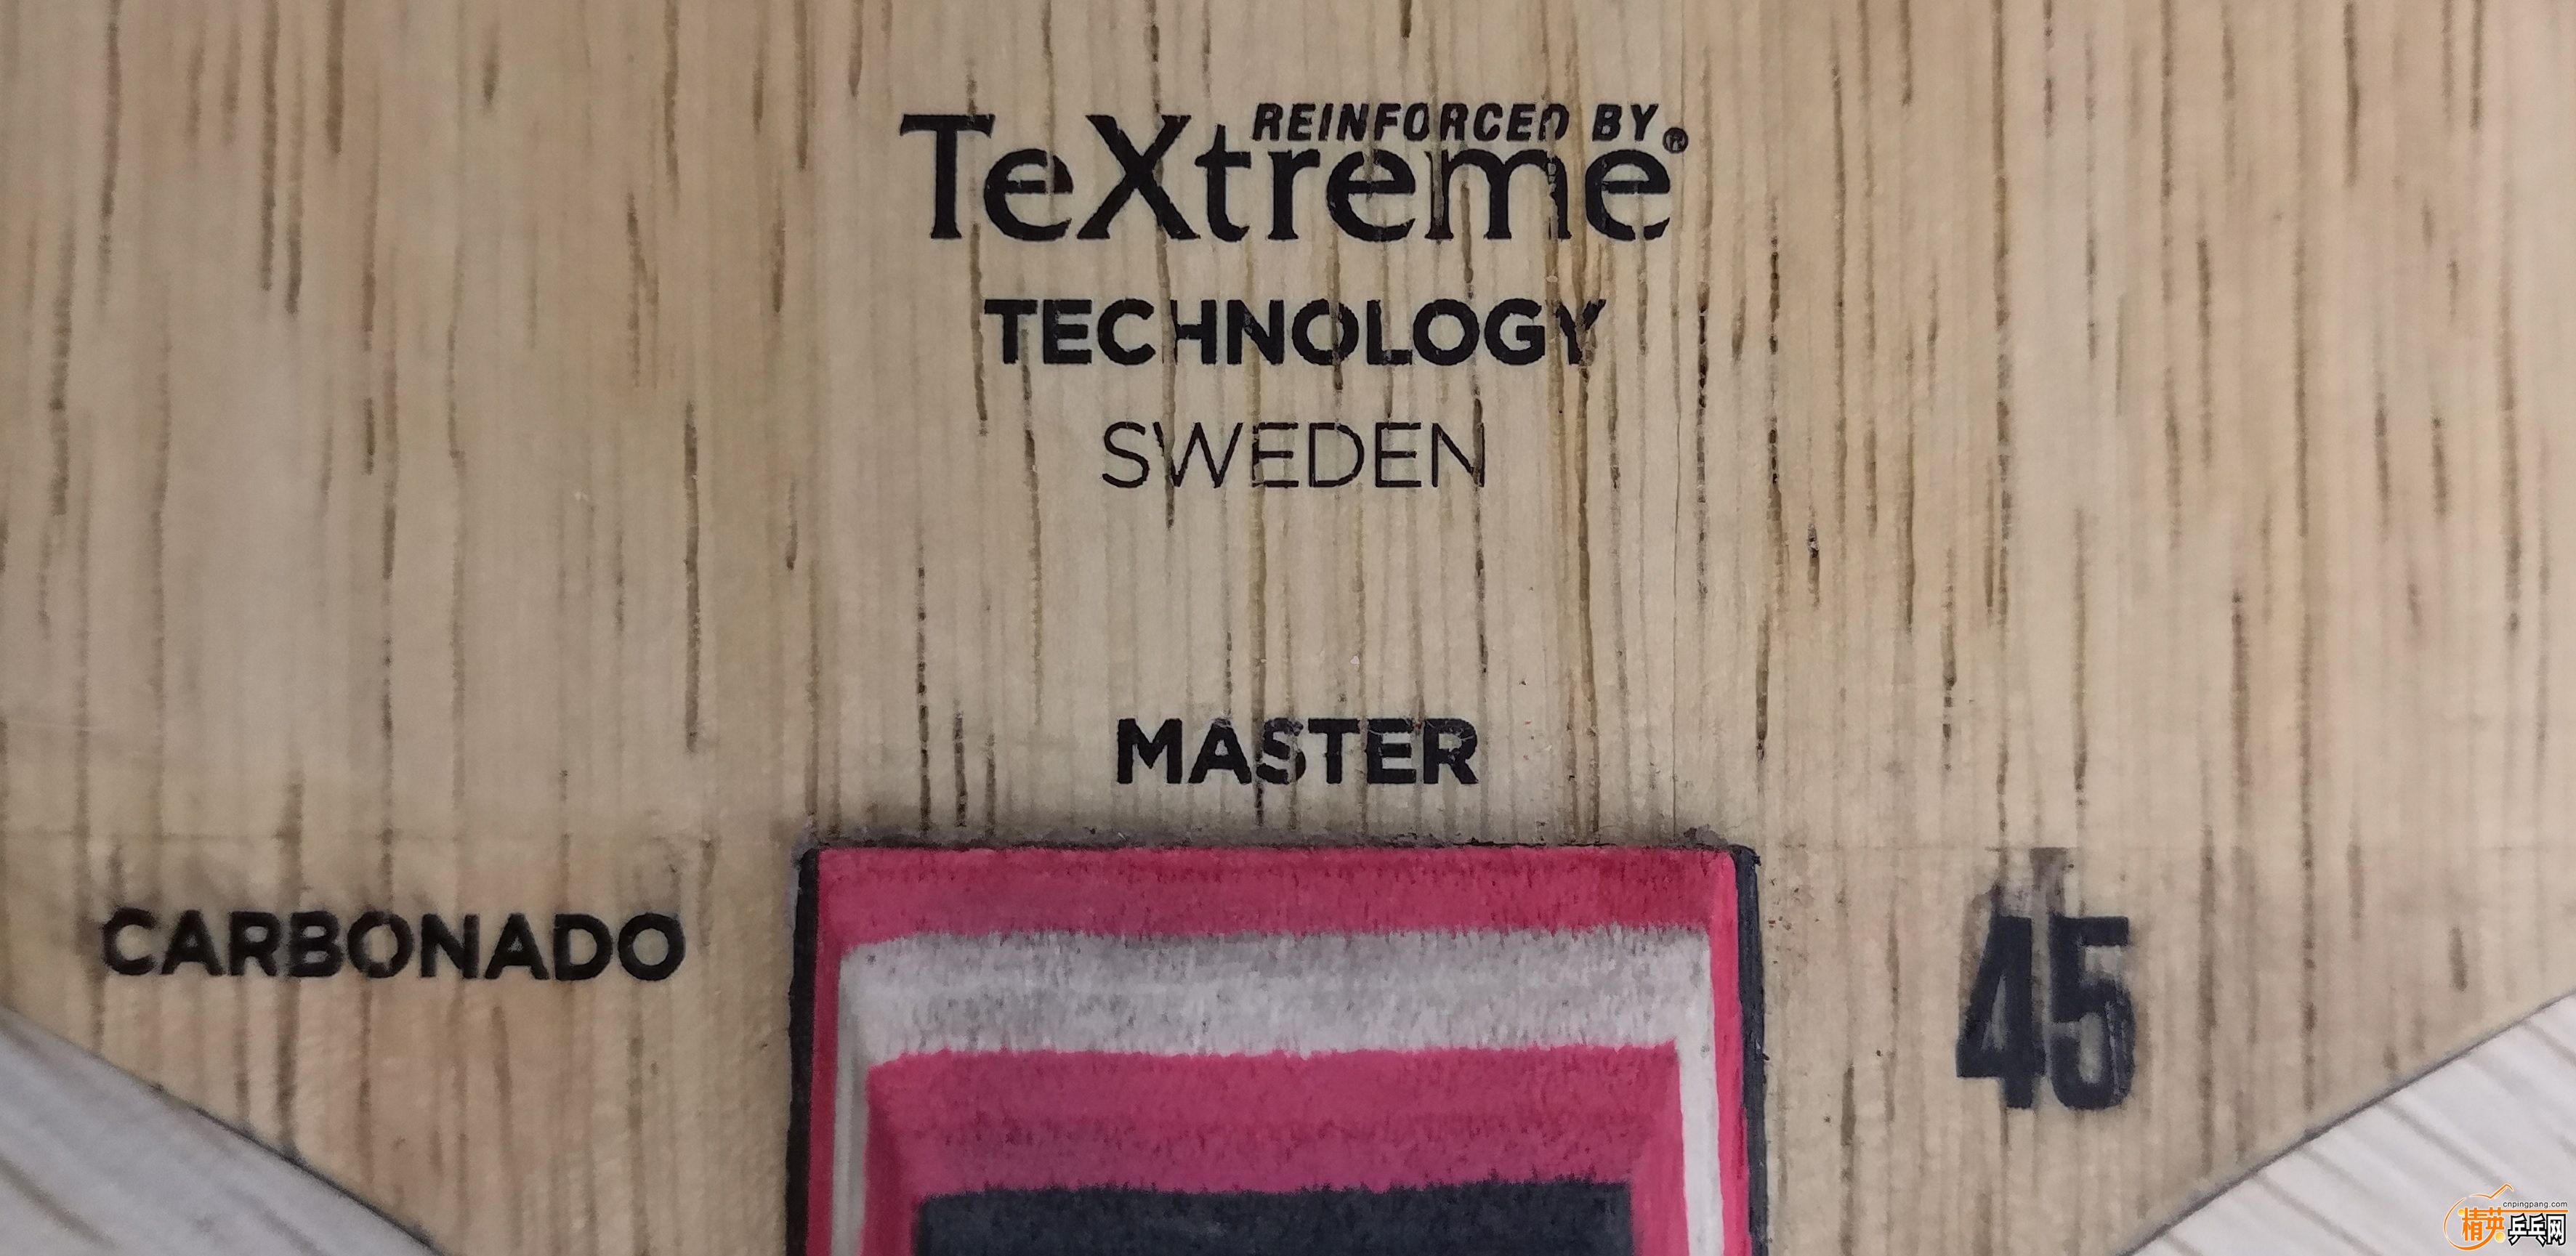 REINFORCED BY
TeXtreme®
TECHNOLOGY
SWEDEN
MASTER
CARBONADO
45
cnpingpang.com
精英乒乓网